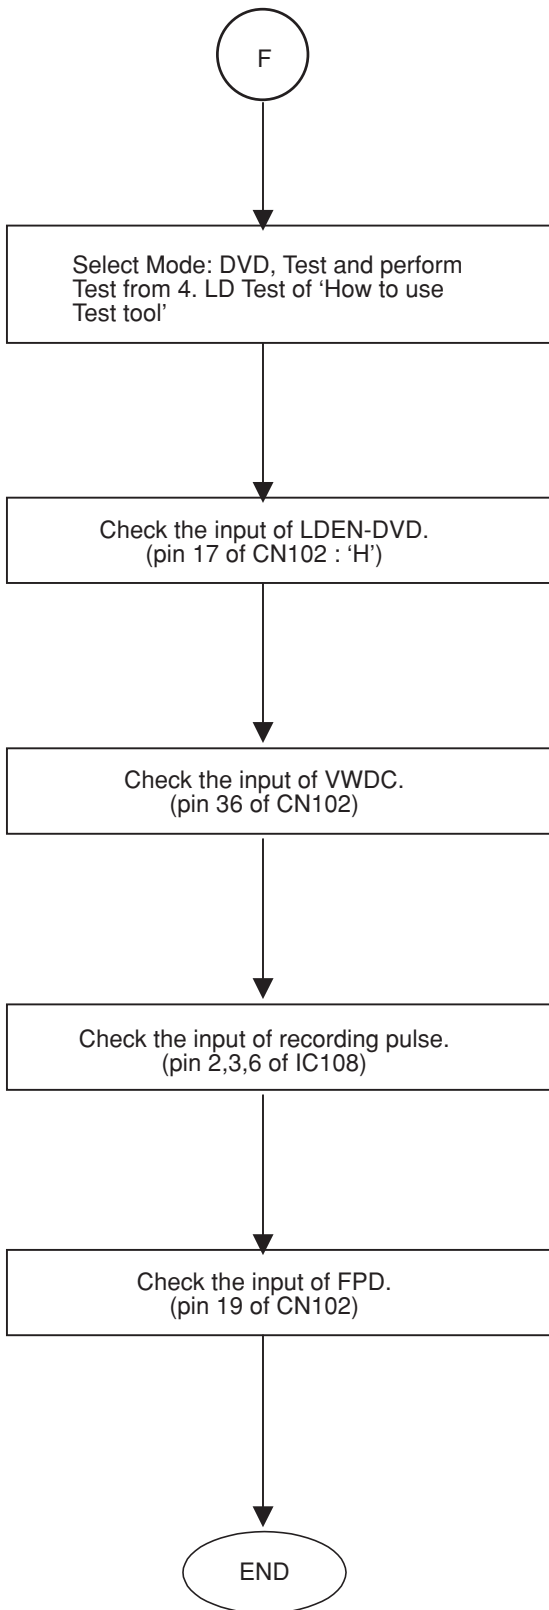 F
Select Mode: DVD, Test and perform
Test from 4. LD Test of ‘How to use
Test tool’
Check the input of LDEN-DVD.
(pin 17 of CN102 : ‘H’)
Check the input of VWDC.
(pin 36 of CN102)
Check the input of recording pulse.
(pin 2,3,6 of IC108)
Check the input of FPD.
(pin 19 of CN102)
END